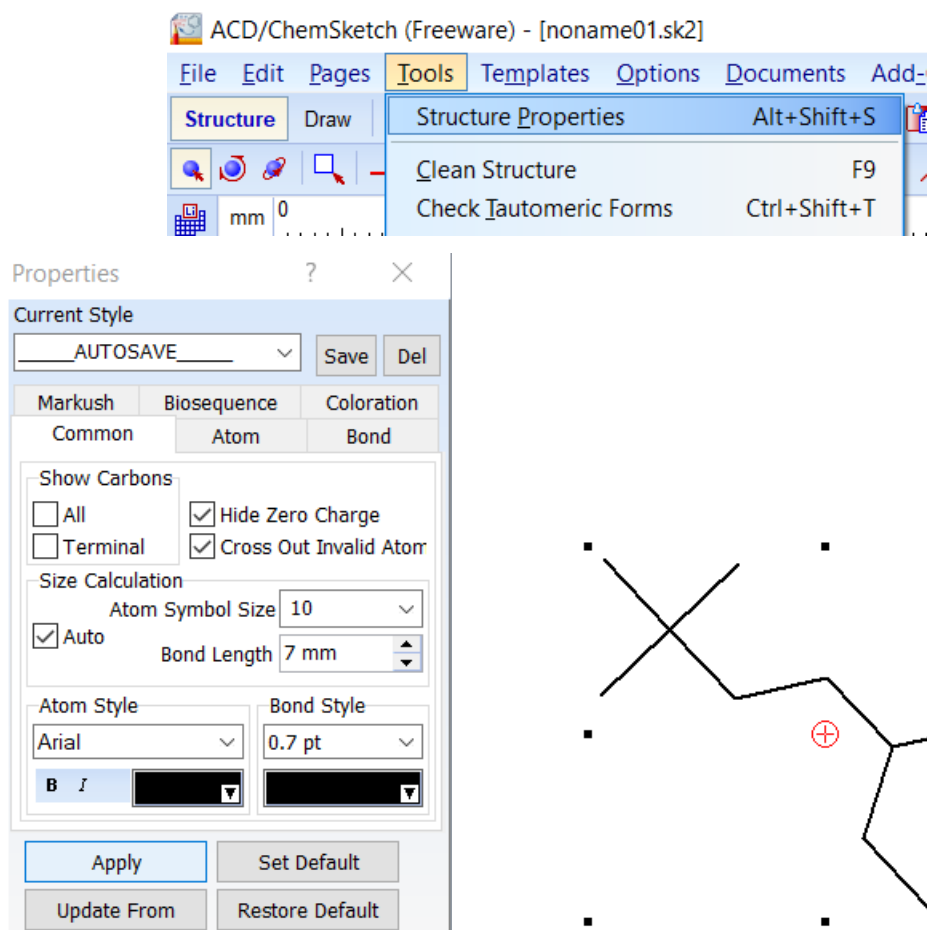 ACD/ChemSketch (Freeware) - [noname01.sk2]
File Edit Pages Tools Templates Options Documents Add-
Structure Draw Structure Properties Alt+Shift+S
Clean Structure F9
mm 0 Check Tautomeric Forms Ctrl+Shift+T
Properties ? 
Current Style
_____AUTOSAVE_____ Save Del
Markush Biosequence Coloration
Common Atom Bond
Show Carbons
All Hide Zero Charge
Terminal Cross Out Invalid Atom
Size Calculation
Atom Symbol Size 10
Auto
Bond Length 7 mm
Atom Style Bond Style
Arial 0.7 pt
B I
Apply Set Default
Update From Restore Default